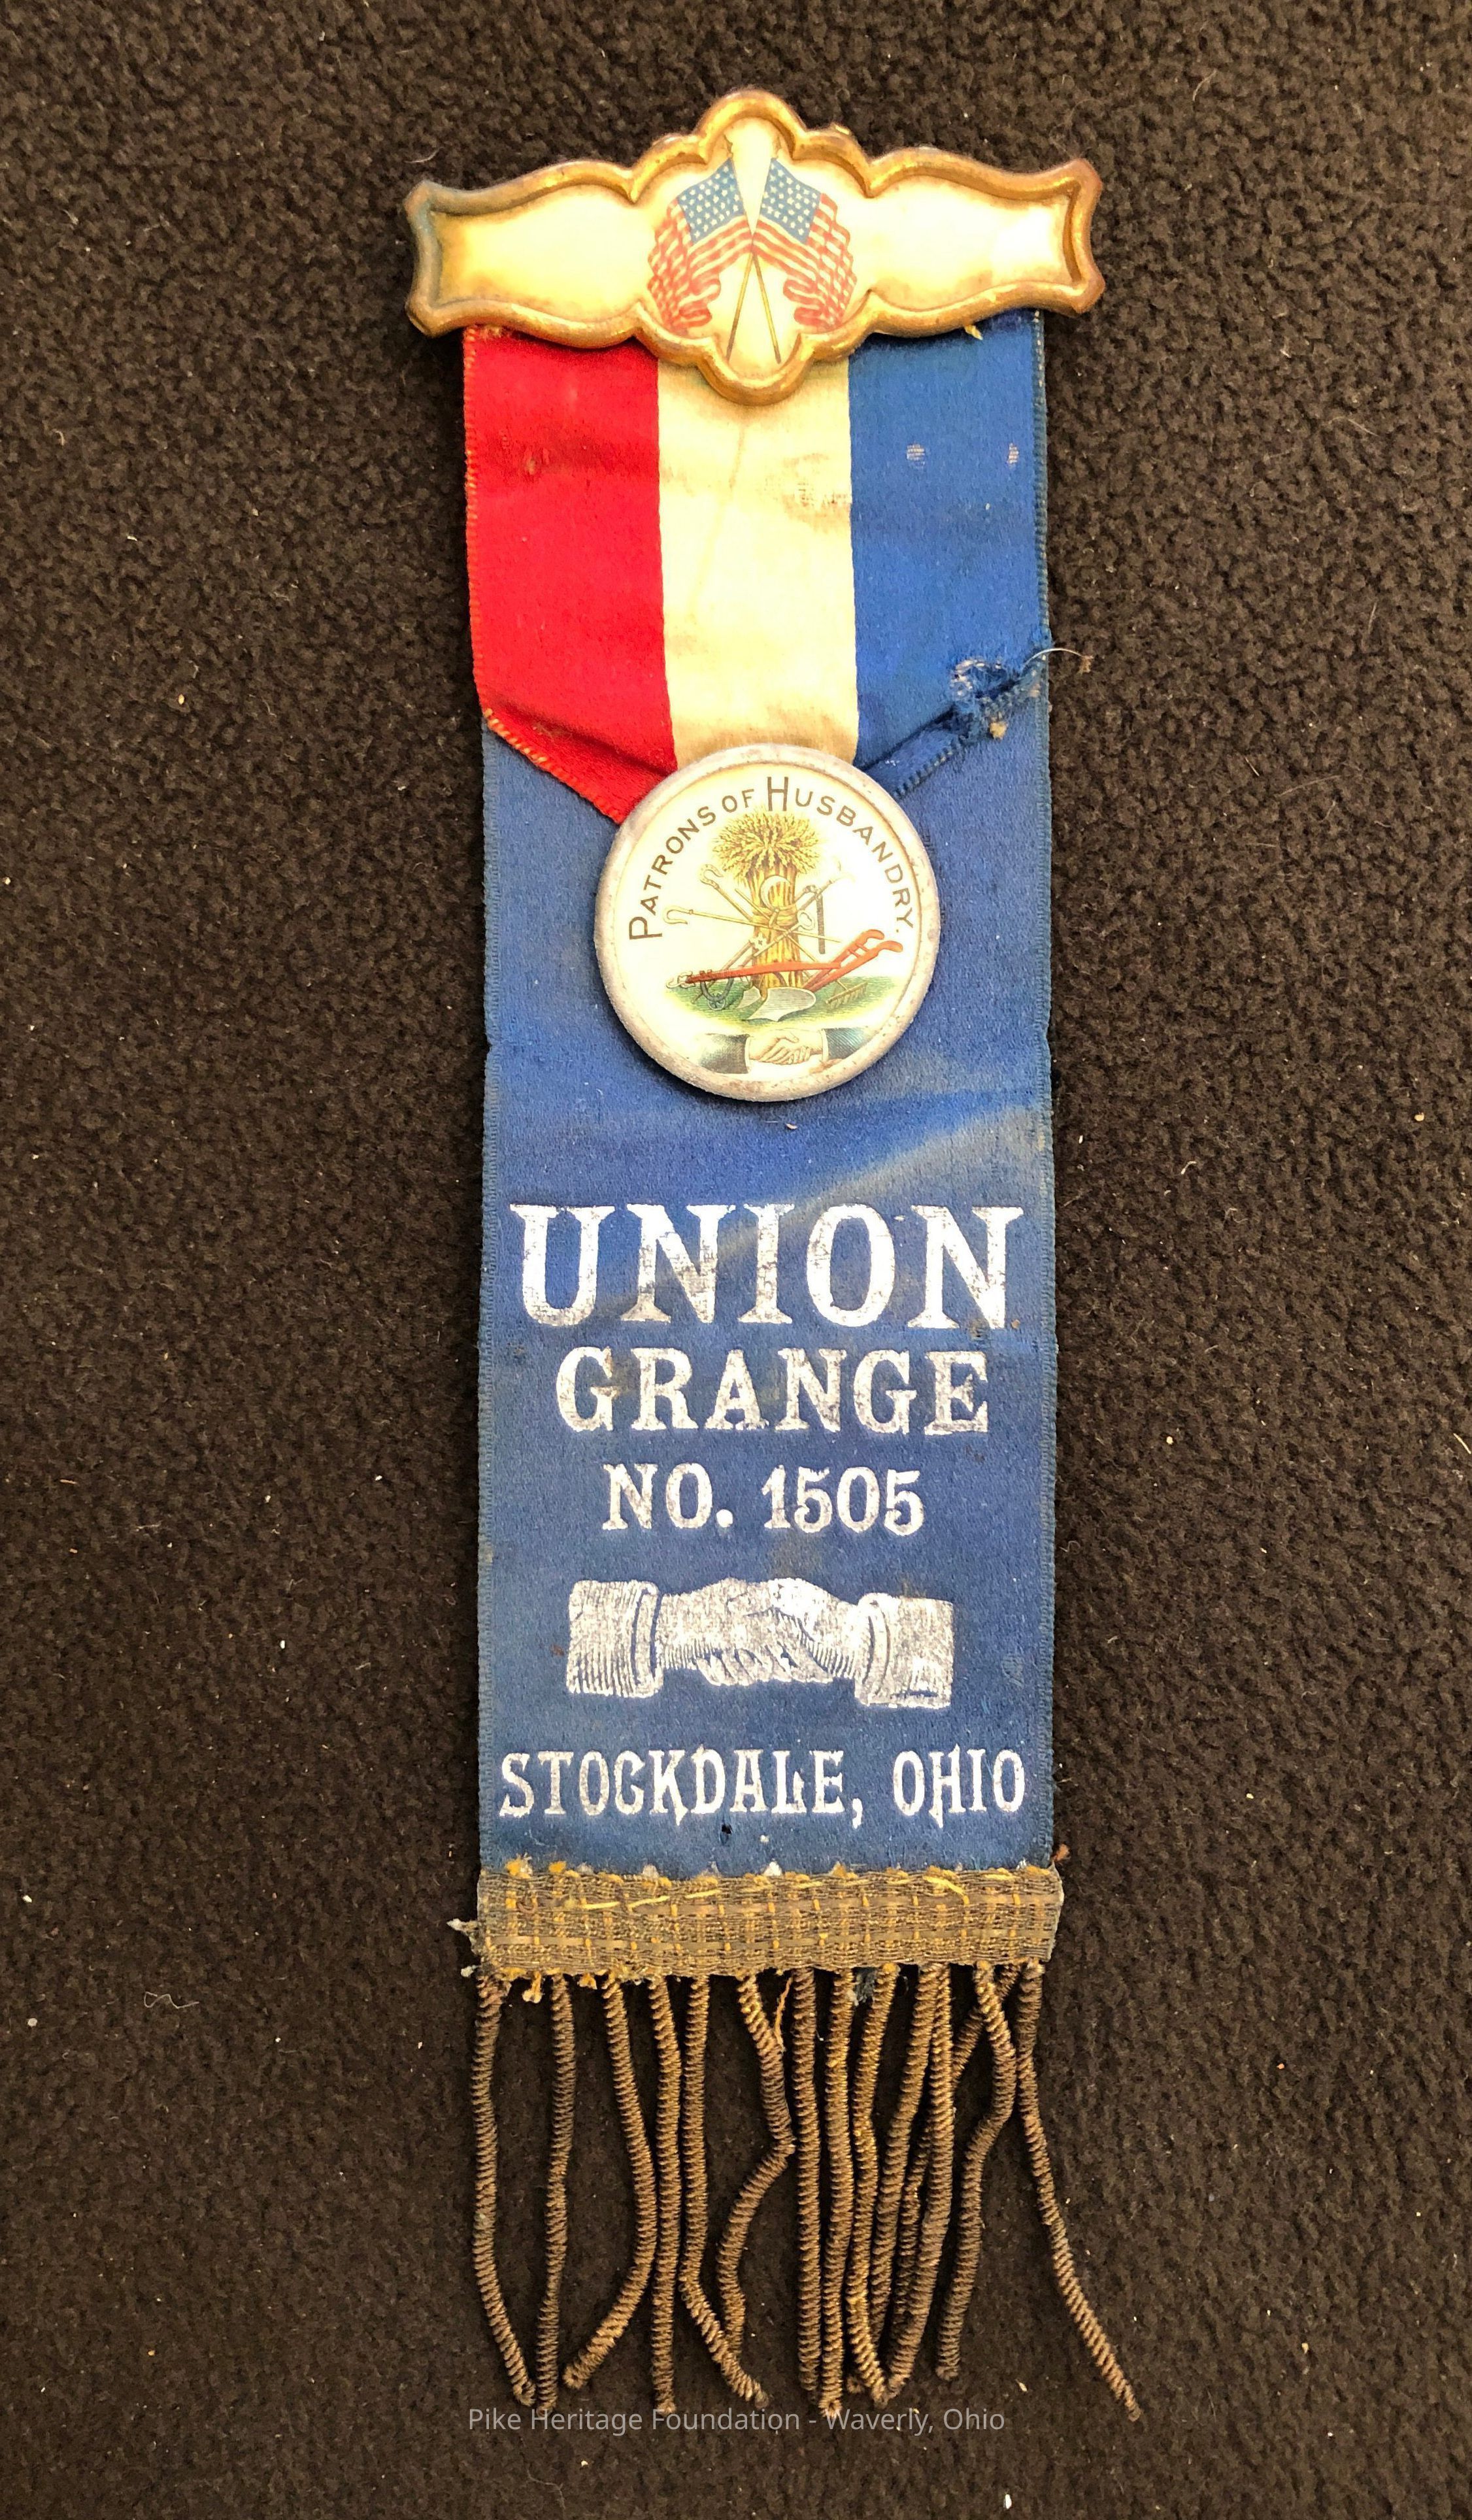 PATRONS OF HUSBANDRY.
UNION
GRANGE
NO. 1505
STOCKDALE, OHIO
Pike Heritage Foundation - Waverly, Ohio